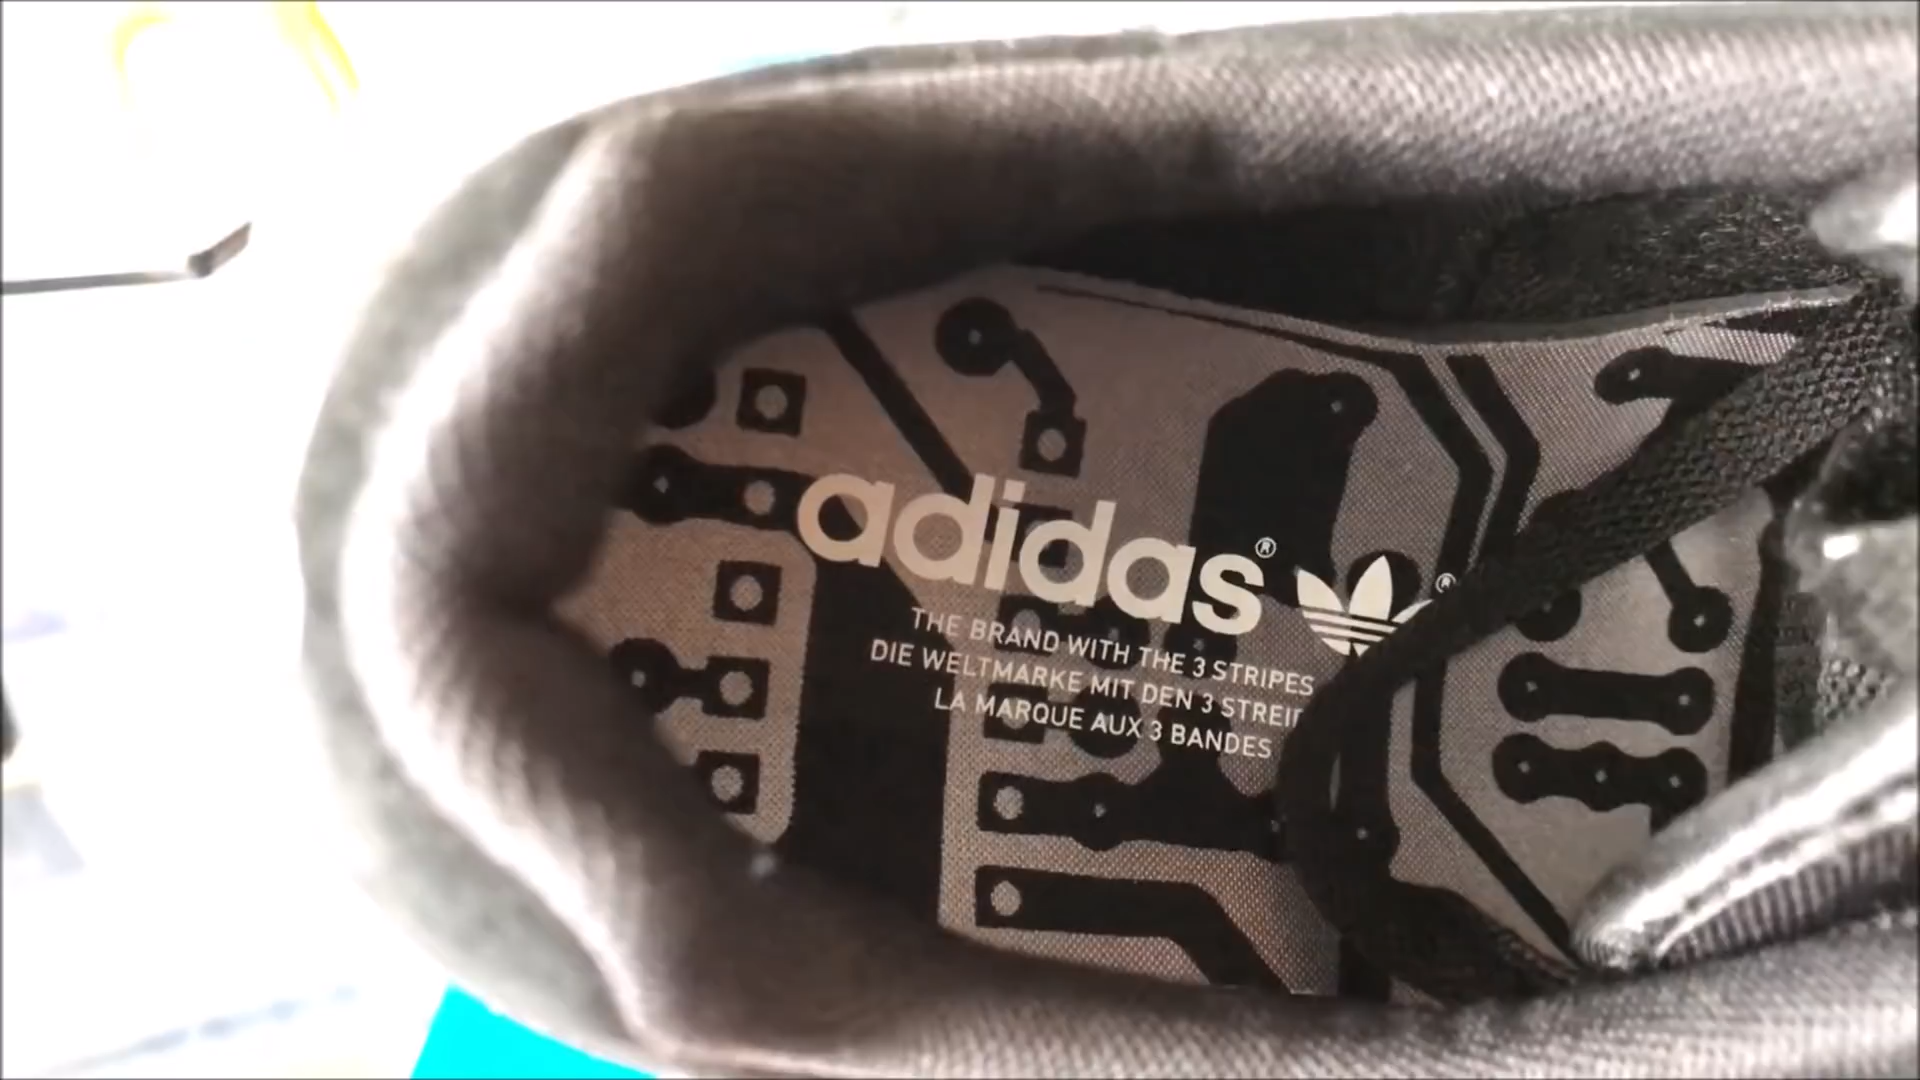 adidas®
®
THE BRAND WITH THE 3 STRIPES
DIE WELTMARKE MIT DEN 3
LA MARQUE AUX 3 BANDES